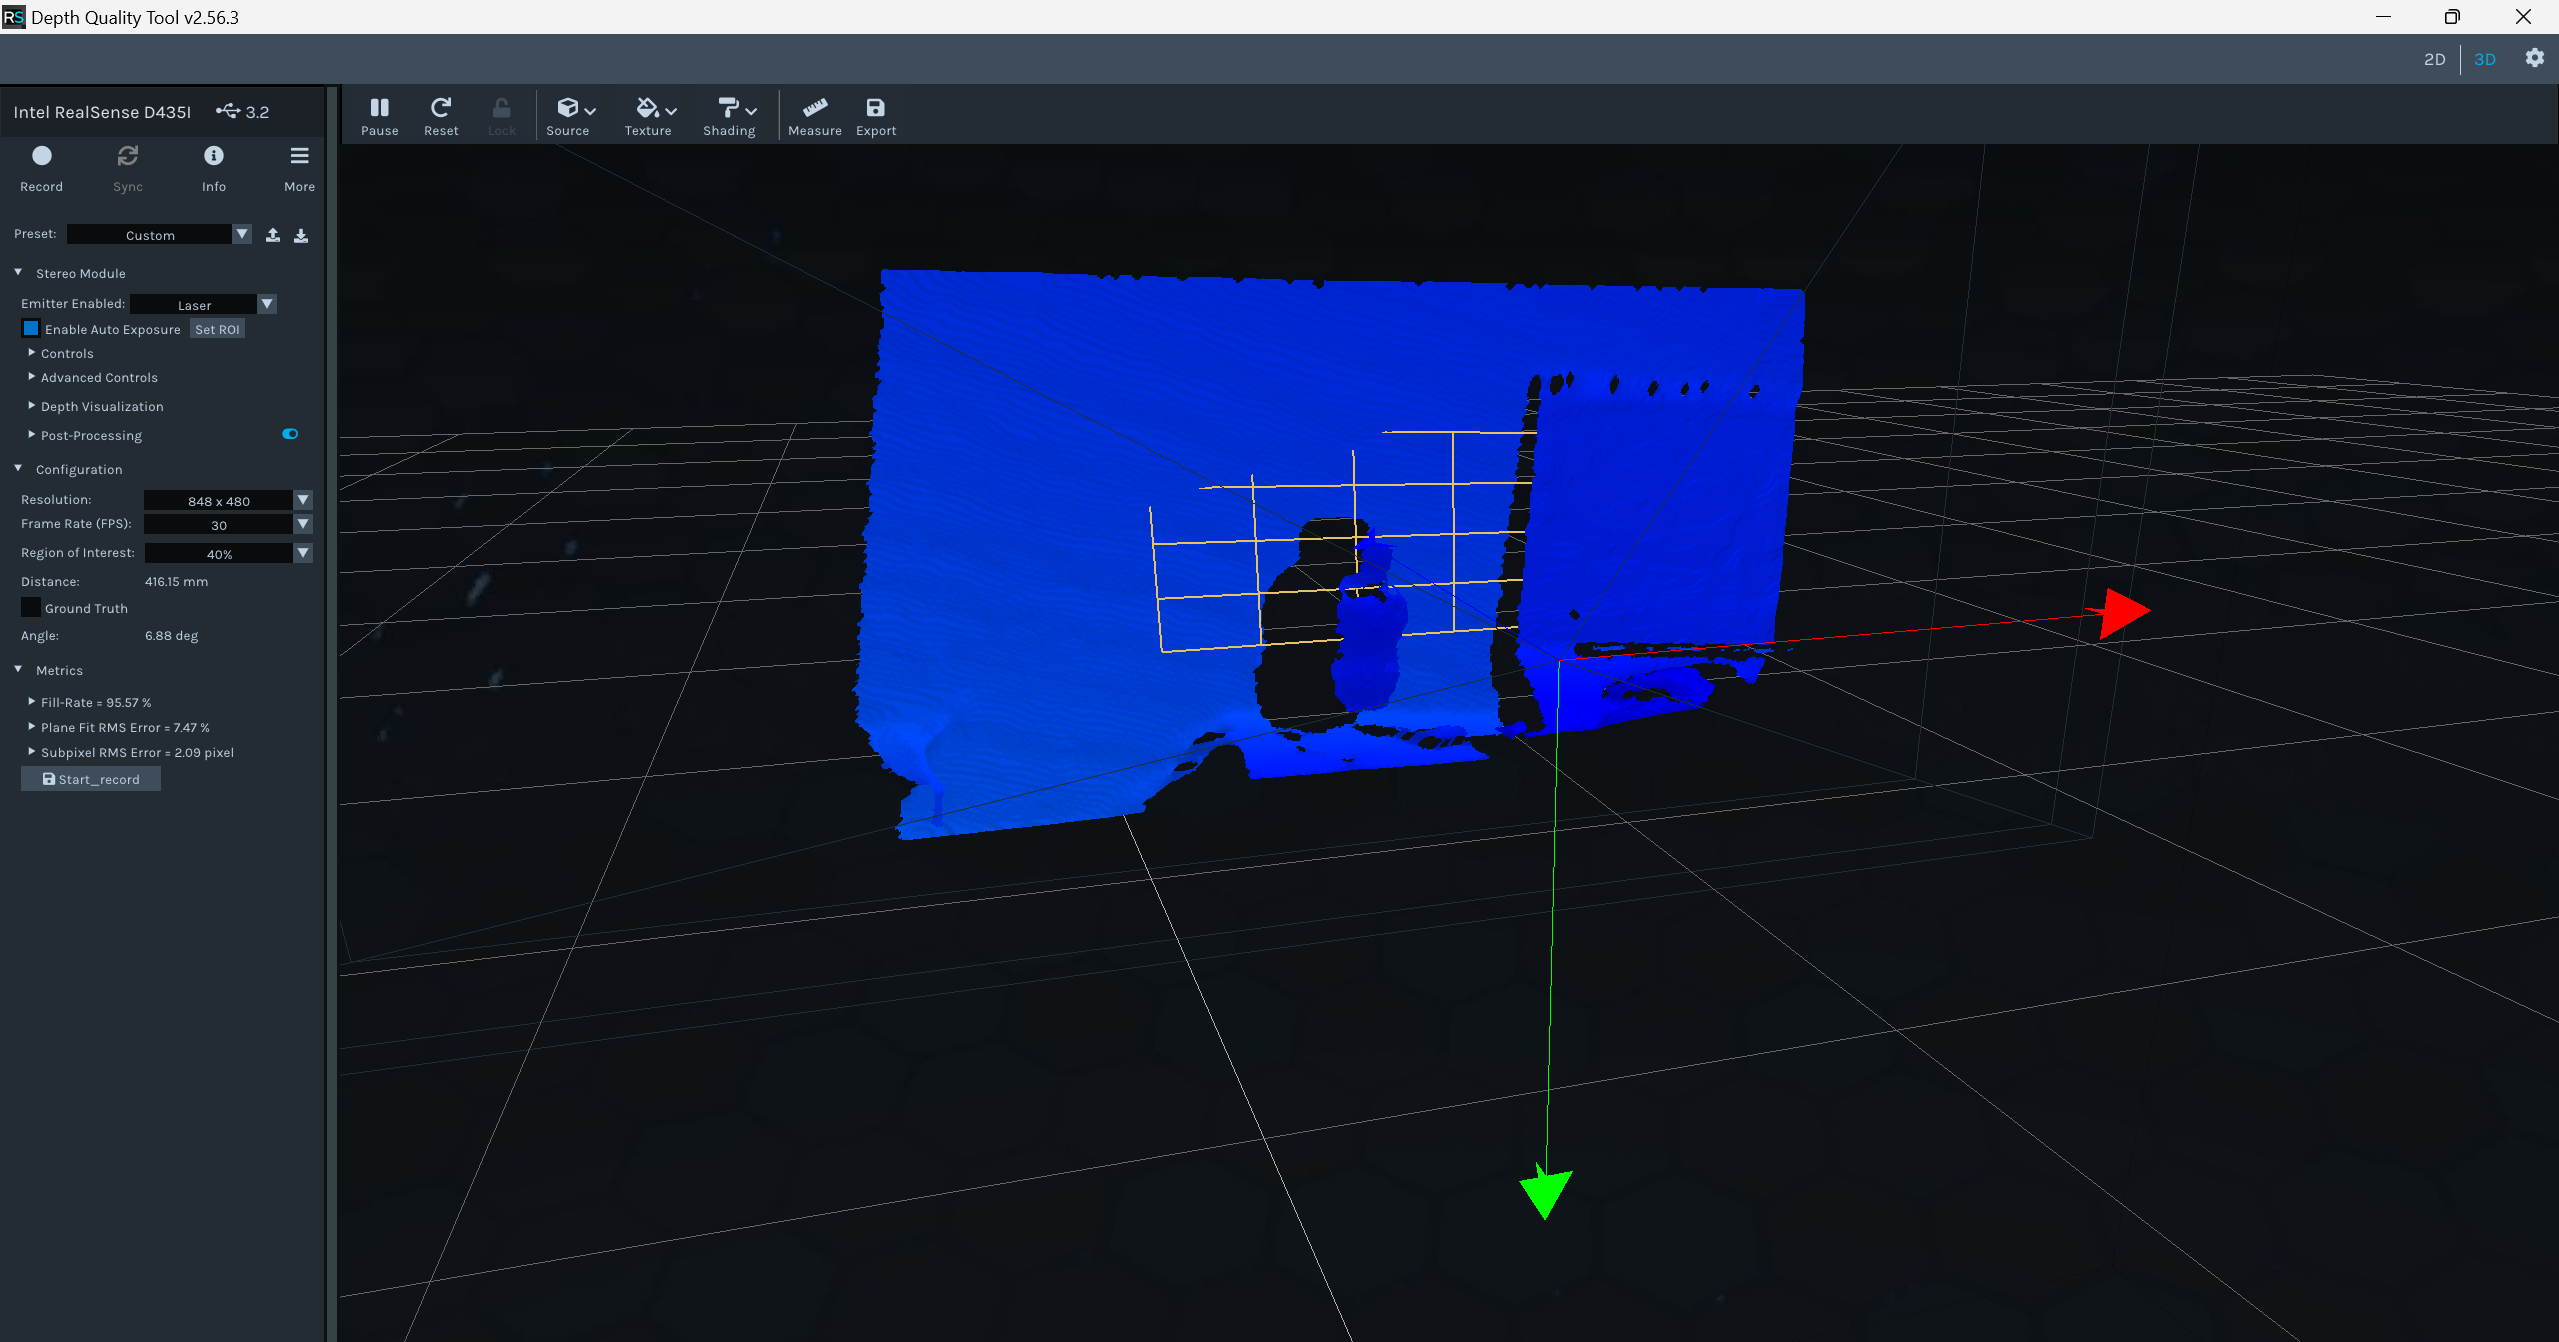 RS Depth Quality Tool v2.56.3
2D 3D
Intel RealSense D435I 3.2
Pause Reset Lock Source Texture Shading Measure Export
Record Sync Info More
Preset: Custom
Stereo Module
Emitter Enabled: Laser
Enable Auto Exposure Set ROI
Controls
Advanced Controls
Depth Visualization
Post-Processing
Configuration
Resolution: 848 x 480
Frame Rate (FPS): 30
Region of Interest: 40%
Distance: 416.15 mm
Ground Truth
Angle: 6.88 deg
Metrics
Fill-Rate = 95.57 %
Plane Fit RMS Error = 7.47 %
Subpixel RMS Error = 2.09 pixel
Start_record